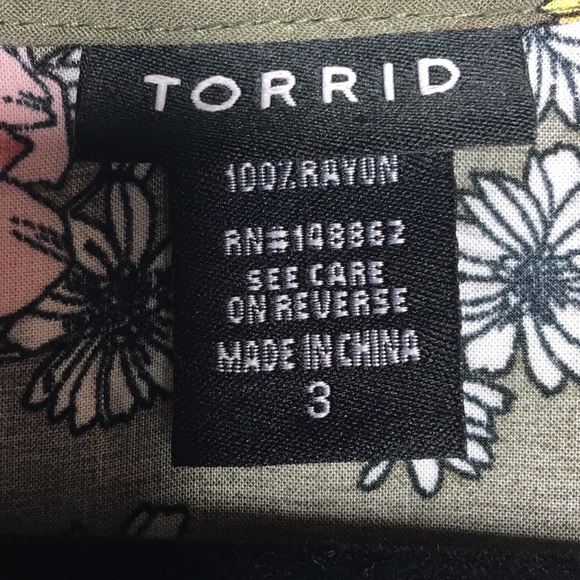 TORRID
100% RAYON
RN#148862
SEE CARE
ON REVERSE
MADE IN CHINA
3